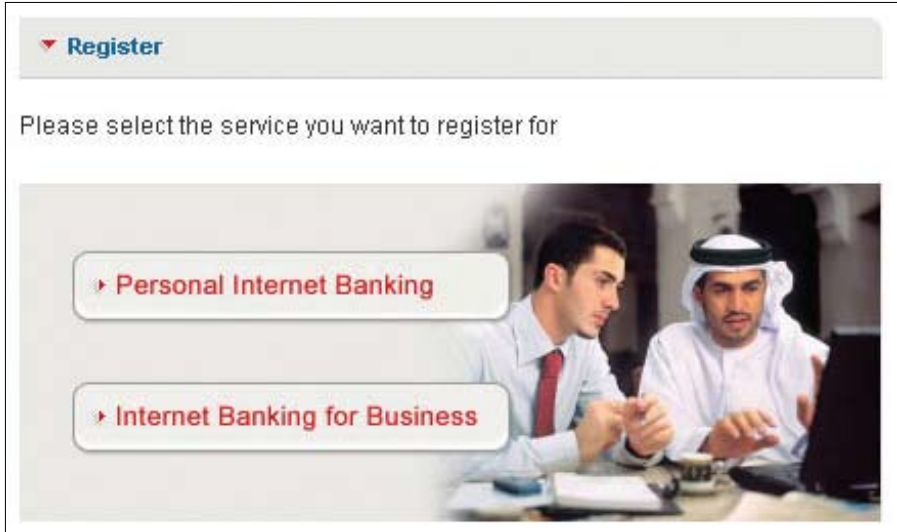 Register
Please select the service you want to register for
Personal Internet Banking
Internet Banking for Business